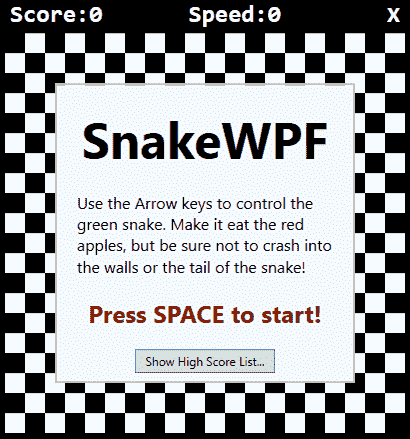 Score:0 Speed:0 X
SnakeWPF
Use the Arrow keys to control the
green snake. Make it eat the red
apples, but be sure not to crash into
the walls or the tail of the snake!
Press SPACE to start!
Show High Score List...